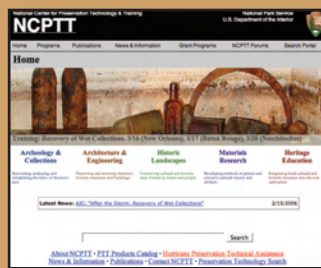 National Center for Preservation Technology & Training
National Park Service
U.S. Department of the Interior
NCPTT
Home Programs Publications News & Information Grant Programs NCPTT Forums Search Portal
Home
Training: Recovery of Wet Collections. 3/16 (New Orleans), 3/17 (Baton Rouge), 3/20 (Natchitoches)
Archeology & Collections
Architecture & Engineering
Historic Landscapes
Materials Research
Heritage Education
Latest News: AIC: "After the Storm: Recovery of Wet Collections" 2/15/2006
Search
About NCPTT • PTT Products Catalog • Hurricane Preservation Technical Assistance
News & Information • Publications • Contact NCPTT • Preservation Technology Search